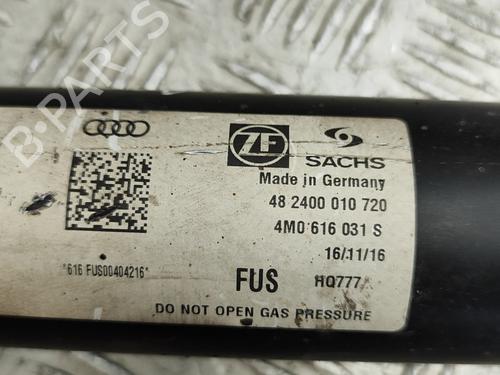 B-PARTS
ZF
SACHS
Made in Germany
48 2400 010 720
4M0 616 031 S
16/11/16
*616 FUS00404216*
FUS HQ777
DO NOT OPEN GAS PRESSURE